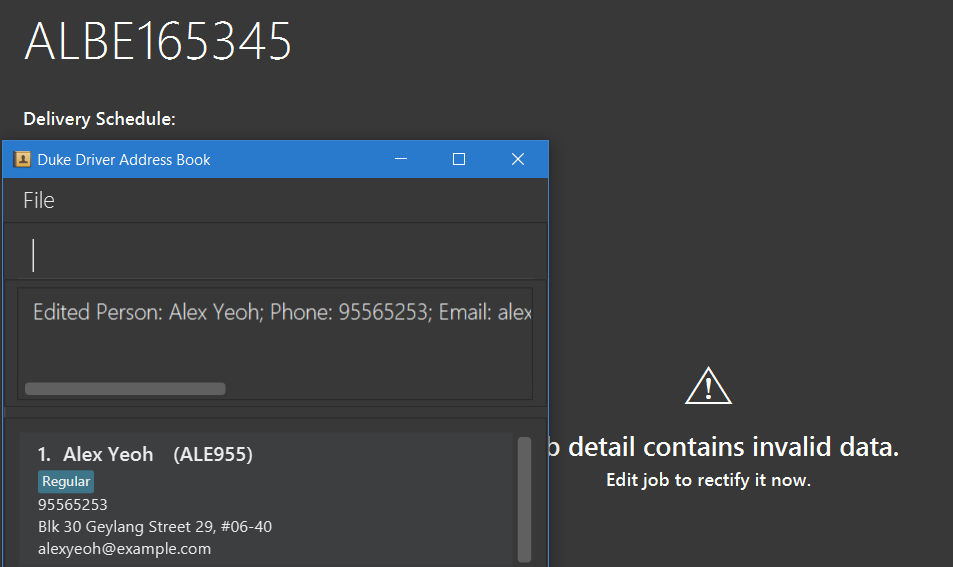 ALBE165345
Delivery Schedule:
Duke Driver Address Book
File
Edited Person: Alex Yeoh; Phone: 95565253; Email: alex
1. Alex Yeoh (ALE955)
Regular
95565253
Blk 30 Geylang Street 29, #06-40
alexyeoh@example.com
detail contains invalid data.
Edit job to rectify it now.